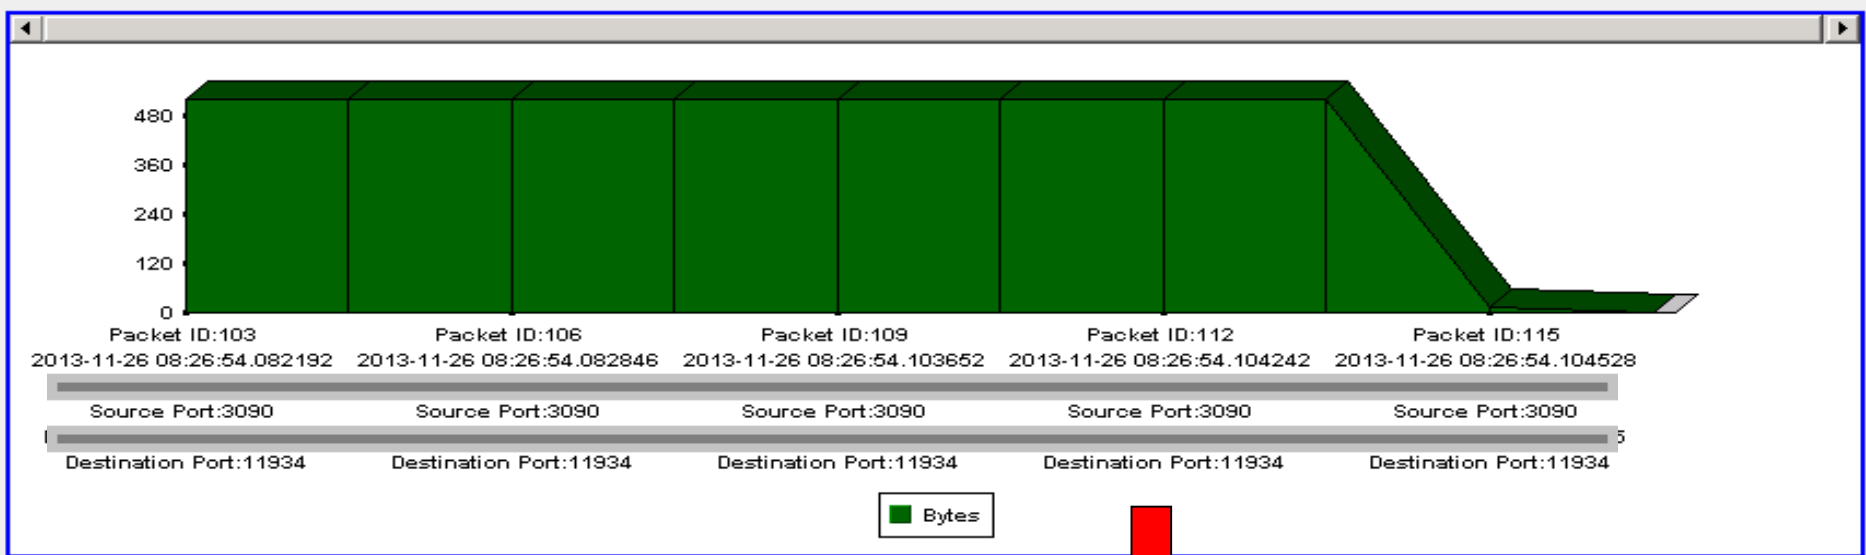 480
360
240
120
0
Packet ID:103 Packet ID:106 Packet ID:109 Packet ID:112 Packet ID:115
2013-11-26 08:26:54.082192 2013-11-26 08:26:54.082846 2013-11-26 08:26:54.103652 2013-11-26 08:26:54.104242 2013-11-26 08:26:54.104528
Source Port:3090 Source Port:3090 Source Port:3090 Source Port:3090 Source Port:3090
Destination Port:11934 Destination Port:11934 Destination Port:11934 Destination Port:11934 Destination Port:11934
Bytes